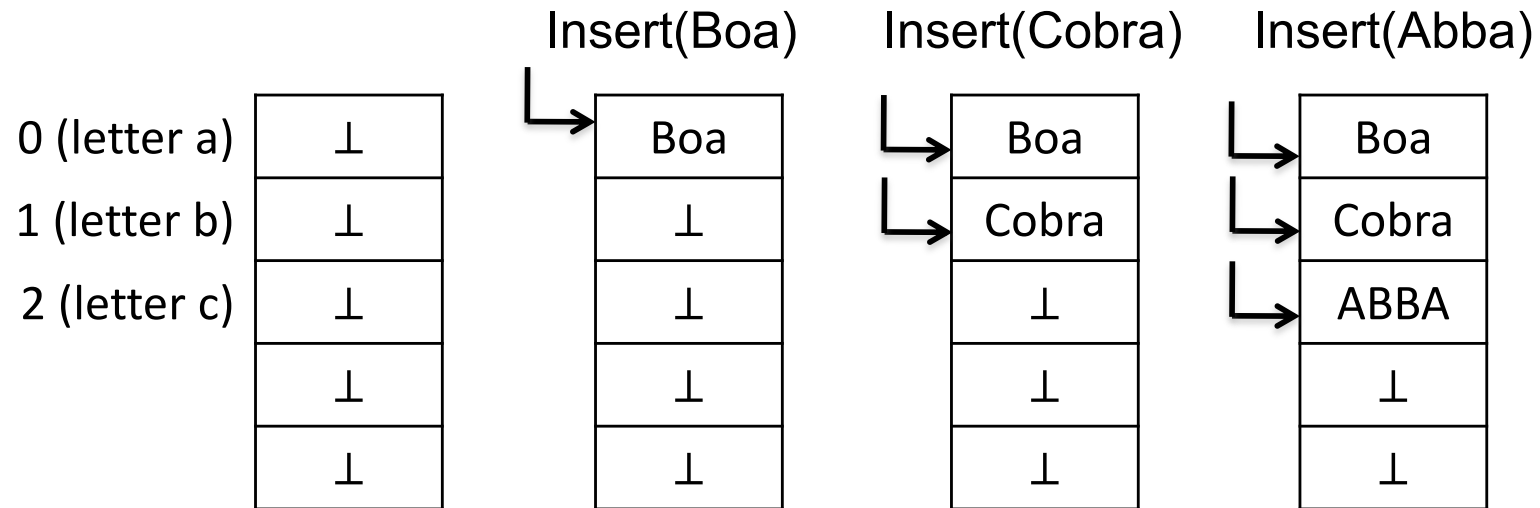 Insert(Boa) Insert(Cobra) Insert(Abba)
0 (letter a) ⊥ Boa Boa Boa
1 (letter b) ⊥ ⊥ Cobra Cobra
2 (letter c) ⊥ ⊥ ⊥ ABBA
⊥ ⊥ ⊥ ⊥
⊥ ⊥ ⊥ ⊥